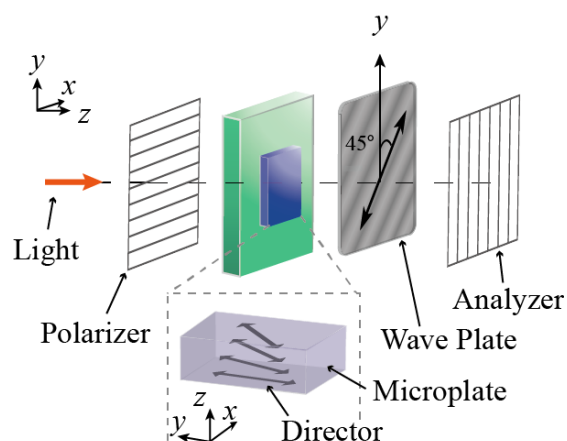 y
x
z
y
45°
Light
Polarizer
Analyzer
Wave Plate
Microplate
Director
z
x
y